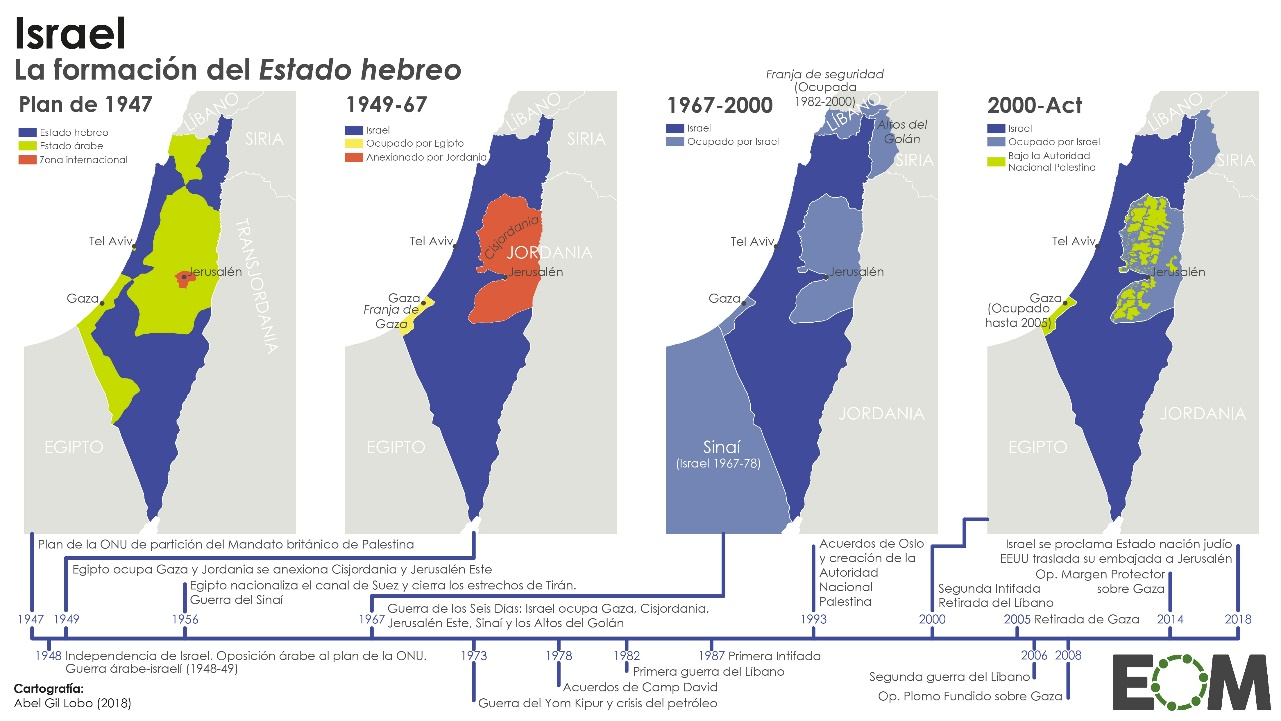 Israel
La formación del Estado hebreo
Plan de 1947
Estado hebreo
Estado árabe
Zona internacional
LÍBANO
SIRIA
TRANSJORDANIA
Tel Aviv
Jerusalén
Gaza
EGIPTO
1949-67
Israel
Ocupado por Egipto
Anexionado por Jordania
LÍBANO
SIRIA
Cisjordania
JORDANIA
Tel Aviv
Jerusalén
Gaza
Franja de
Gaza
EGIPTO
1967-2000
Israel
Ocupado por Israel
Franja de seguridad
(Ocupada
1982-2000)
LÍBANO
Altos del
Golán
SIRIA
Tel Aviv
Jerusalén
Gaza
JORDANIA
Sinaí
(Israel 1967-78)
2000-Act
Israel
Ocupado por Israel
Bajo la Autoridad
Nacional Palestina
LÍBANO
SIRIA
Tel Aviv
Jerusalén
Gaza
(Ocupado
hasta 2005)
JORDANIA
EGIPTO
Plan de la ONU de partición del Mandato británico de Palestina
Egipto ocupa Gaza y Jordania se anexiona Cisjordania y Jerusalén Este
Egipto nacionaliza el canal de Suez y cierra los estrechos de Tirán.
Guerra del Sinaí
Guerra de los Seis Días: Israel ocupa Gaza, Cisjordania,
Jerusalén Este, Sinaí y los Altos del Golán
Acuerdos de Oslo
y creación de la
Autoridad
Nacional
Palestina
Segunda Intifada
Retirada del Líbano
Israel se proclama Estado nación judío
EEUU traslada su embajada a Jerusalén
Op. Margen Protector
sobre Gaza
1947
1949
1956
1967
1993
2000
2005 Retirada de Gaza
2014
2018
1948 Independencia de Israel. Oposición árabe al plan de la ONU.
Guerra árabe-israelí (1948-49)
1973
1978
1982
1987 Primera Intifada
2006
2008
Primera guerra del Líbano
Acuerdos de Camp David
Guerra del Yom Kipur y crisis del petróleo
Segunda guerra del Líbano
Op. Plomo Fundido sobre Gaza
Cartografía:
Abel Gil Lobo (2018)
EOM